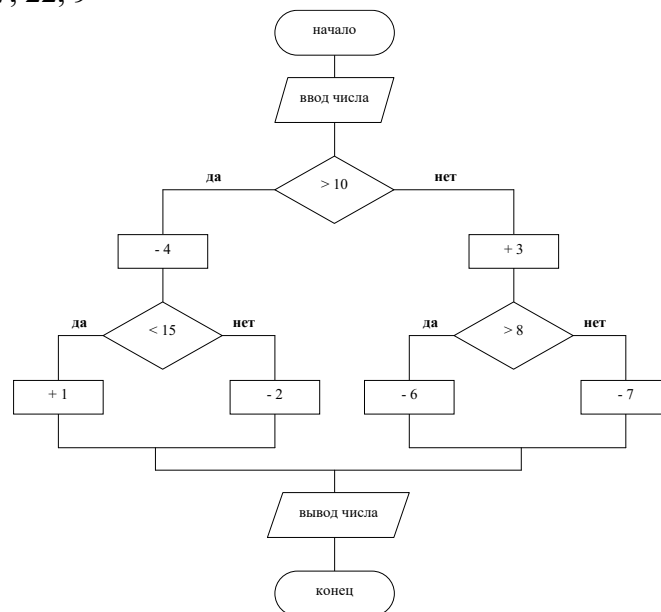 22, 9
начало
ввод числа
> 10
да
нет
- 4
+ 3
< 15
да
нет
> 8
да
нет
+ 1
- 2
- 6
- 7
вывод числа
конец